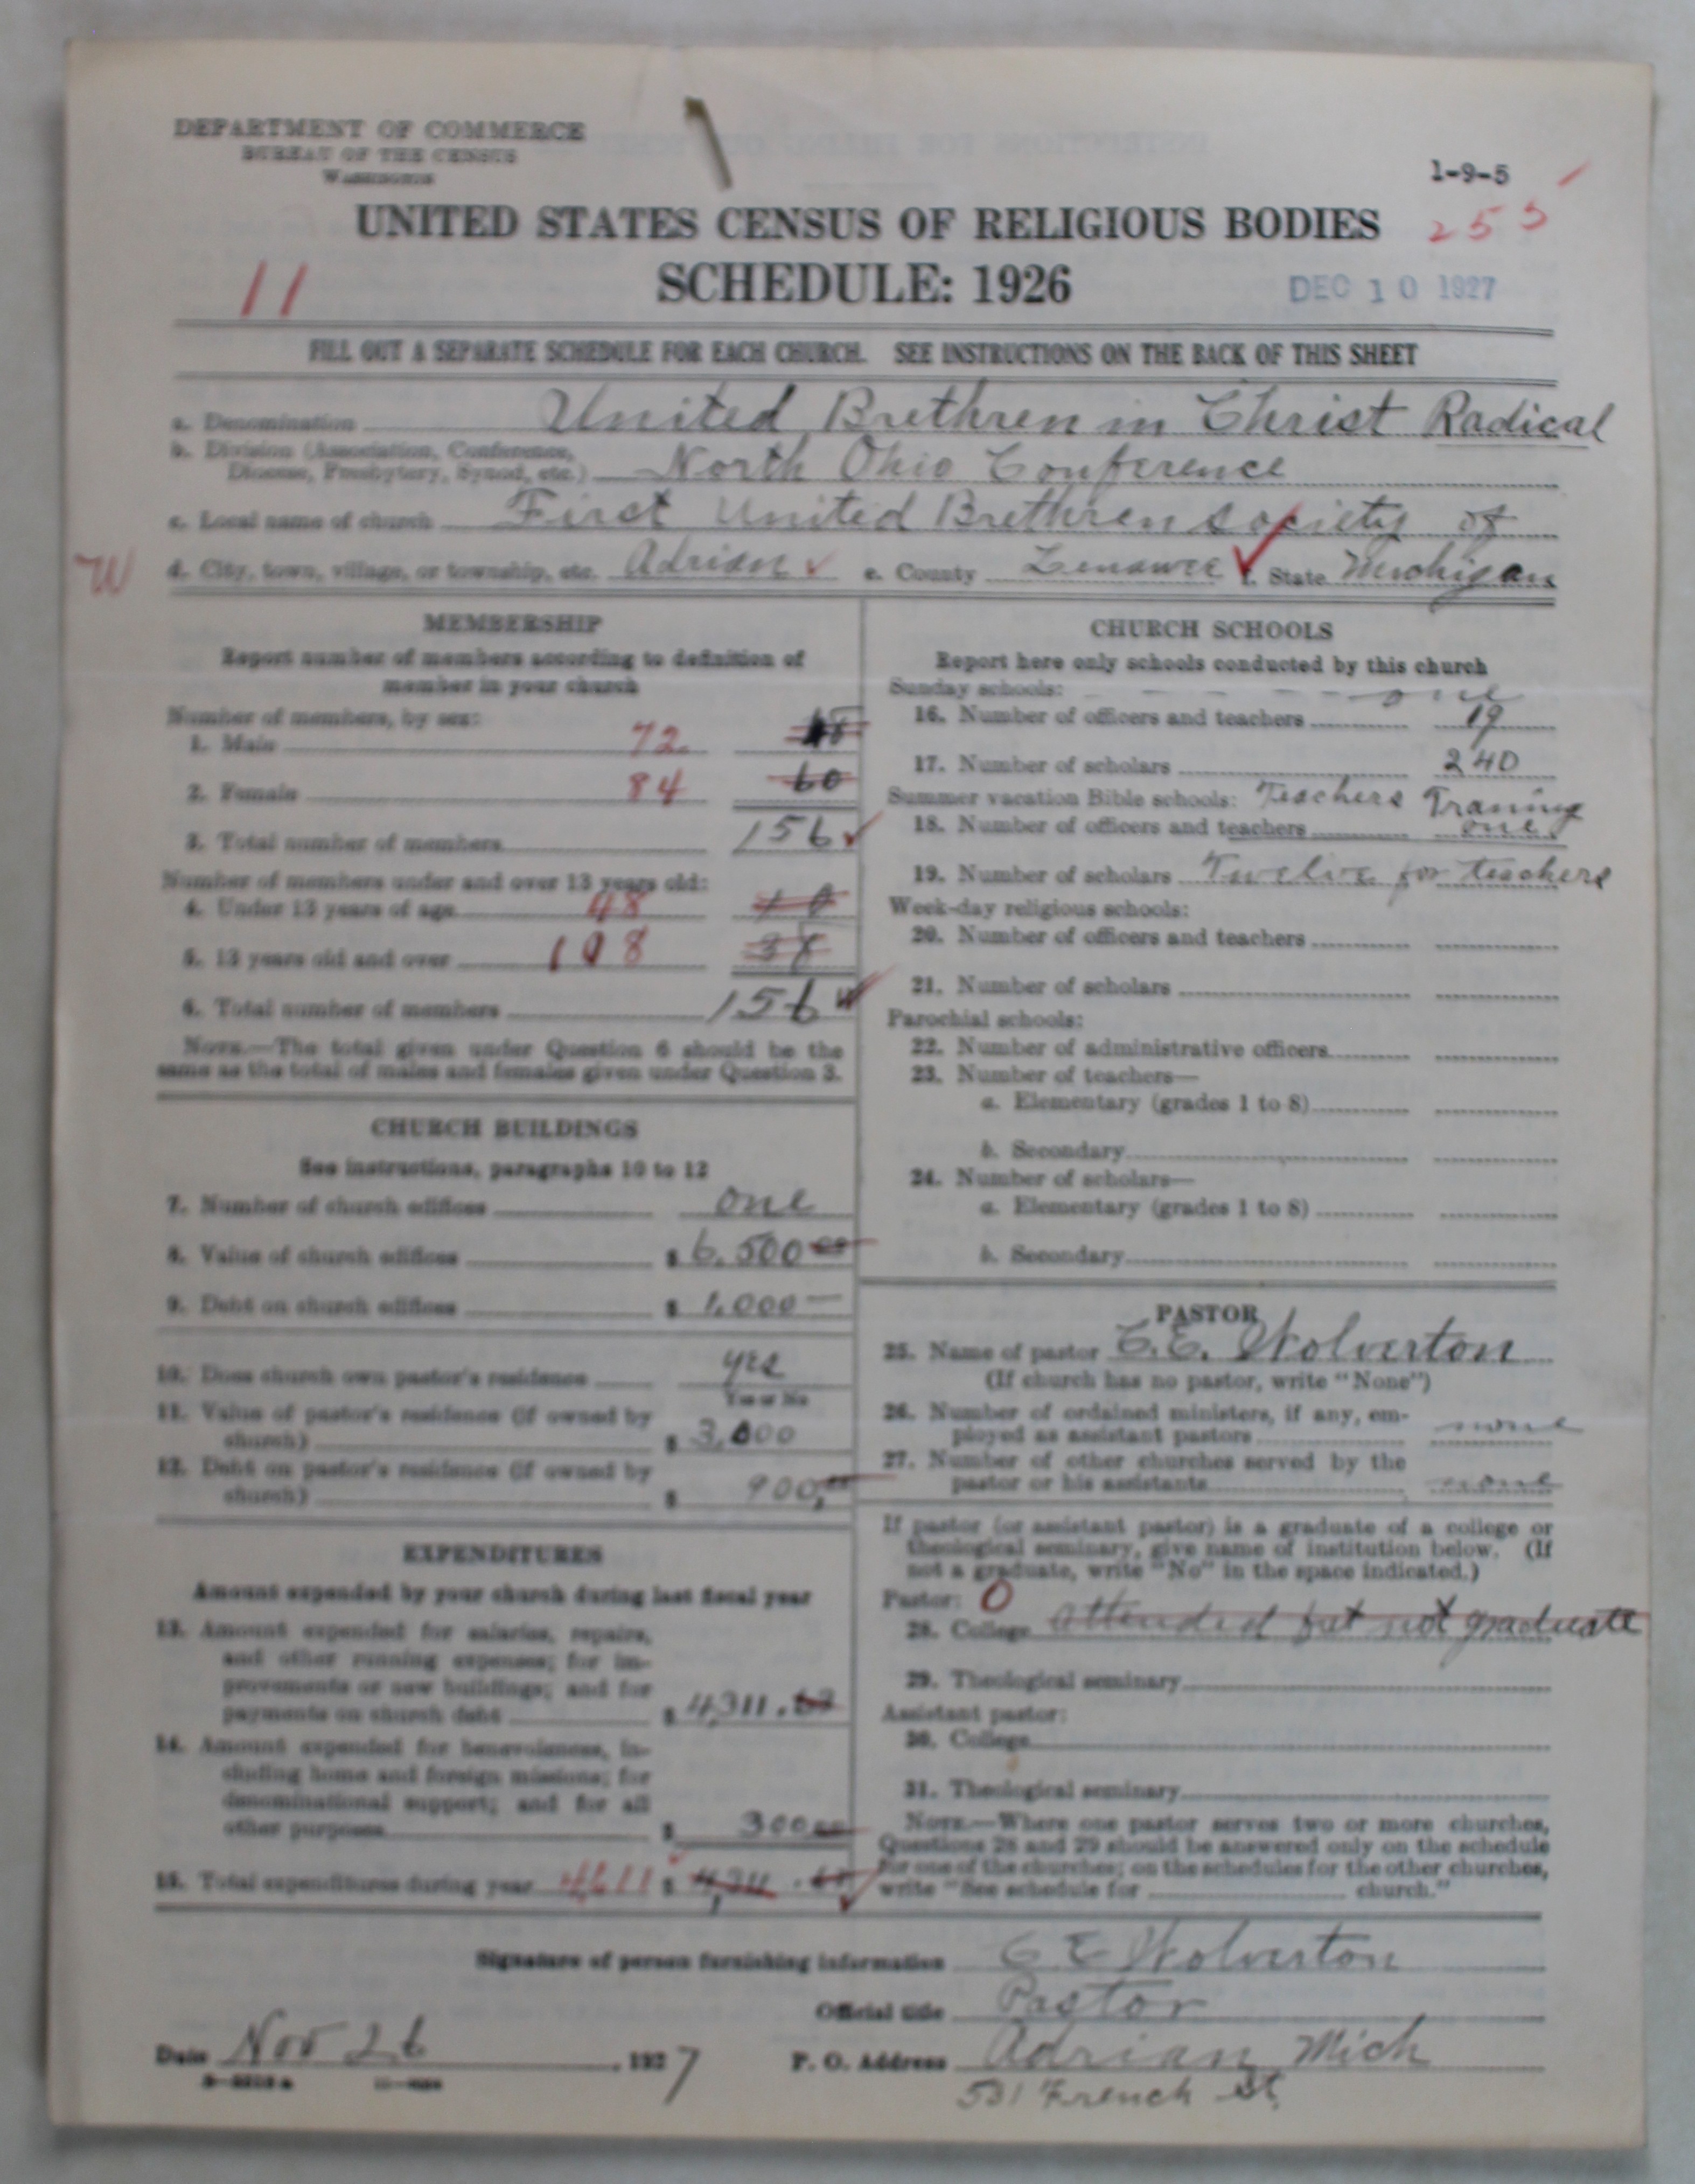 DEPARTMENT OF COMMERCE
BUREAU OF THE CENSUS
WASHINGTON
1-9-5
UNITED STATES CENSUS OF RELIGIOUS BODIES
255
SCHEDULE: 1926
11
DEC 10 1927
FILL OUT A SEPARATE SCHEDULE FOR EACH CHURCH. SEE INSTRUCTIONS ON THE BACK OF THIS SHEET
a. Denomination United Brethren in Christ Radical
b. Division (Association, Conference,
Diocese, Presbytery, Synod, etc.) North Ohio Conference
c. Local name of church First United Brethren Society of
W
d. City, town, village, or township, etc. Adrian e. County Lenawee f. State Michigan
MEMBERSHIP
Report number of members according to definition of
member in your church
Number of members, by sex:
1. Male 72
2. Female 84 60
3. Total number of members 156
Number of members under and over 13 years old:
4. Under 13 years of age 48 10
5. 13 years old and over 108 38
6. Total number of members 156
NOTE.—The total given under Question 6 should be the
same as the total of males and females given under Question 3.
CHURCH BUILDINGS
See instructions, paragraphs 10 to 12
7. Number of church edifices one
8. Value of church edifices $ 6,500 00
9. Debt on church edifices $ 1,000 —
10. Does church own pastor's residence yes
Yes or No
11. Value of pastor's residence (if owned by
church) $ 3,000
12. Debt on pastor's residence (if owned by
church) $ 900,00
EXPENDITURES
Amount expended by your church during last fiscal year
13. Amount expended for salaries, repairs,
and other running expenses; for im-
provements or new buildings; and for
payments on church debt $ 4,311.63
14. Amount expended for benevolences, in-
cluding home and foreign missions; for
denominational support; and for all
other purposes $ 300 00
15. Total expenditures during year 4611 $
CHURCH SCHOOLS
Report here only schools conducted by this church
Sunday schools: one
16. Number of officers and teachers 19
17. Number of scholars 240
Summer vacation Bible schools: Teachers Traning
18. Number of officers and teachers one
19. Number of scholars Twelve for teachers
Week-day religious schools:
20. Number of officers and teachers
21. Number of scholars
Parochial schools:
22. Number of administrative officers
23. Number of teachers—
a. Elementary (grades 1 to 8)
b. Secondary
24. Number of scholars—
a. Elementary (grades 1 to 8)
b. Secondary
PASTOR
25. Name of pastor C.E. Wolverton
(If church has no pastor, write "None")
26. Number of ordained ministers, if any, em-
ployed as assistant pastors none
27. Number of other churches served by the
pastor or his assistants none
If pastor (or assistant pastor) is a graduate of a college or
theological seminary, give name of institution below. (If
not a graduate, write "No" in the space indicated.)
Pastor: 0
28. College attended but not graduate
29. Theological seminary
Assistant pastor:
30. College
31. Theological seminary
NOTE.—Where one pastor serves two or more churches,
Questions 28 and 29 should be answered only on the schedule
for one of the churches; on the schedules for the other churches,
write "See schedule for church."
Signature of person furnishing information C E Wolverton
Official title Pastor
Date Nov 26, 1927 P. O. Address Adrian Mich
531 French St